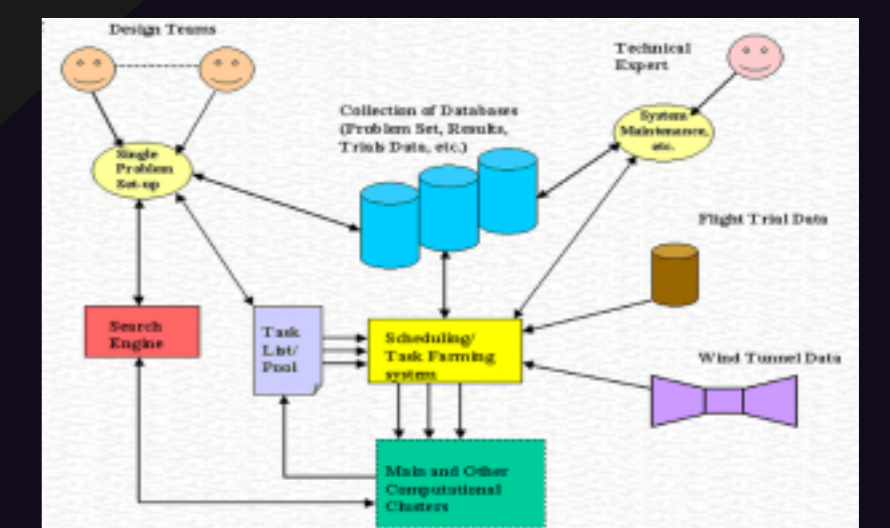 Design Teams
Technical
Expert
Collection of Databases
(Problem Set, Results,
Trials Data, etc.)
System
Maintenance,
etc.
Single
Problem
Set-up
Flight Trial Data
Search
Engine
Task
List/
Pool
Scheduling/
Task Farming
system
Wind Tunnel Data
Main and Other
Computational
Clusters